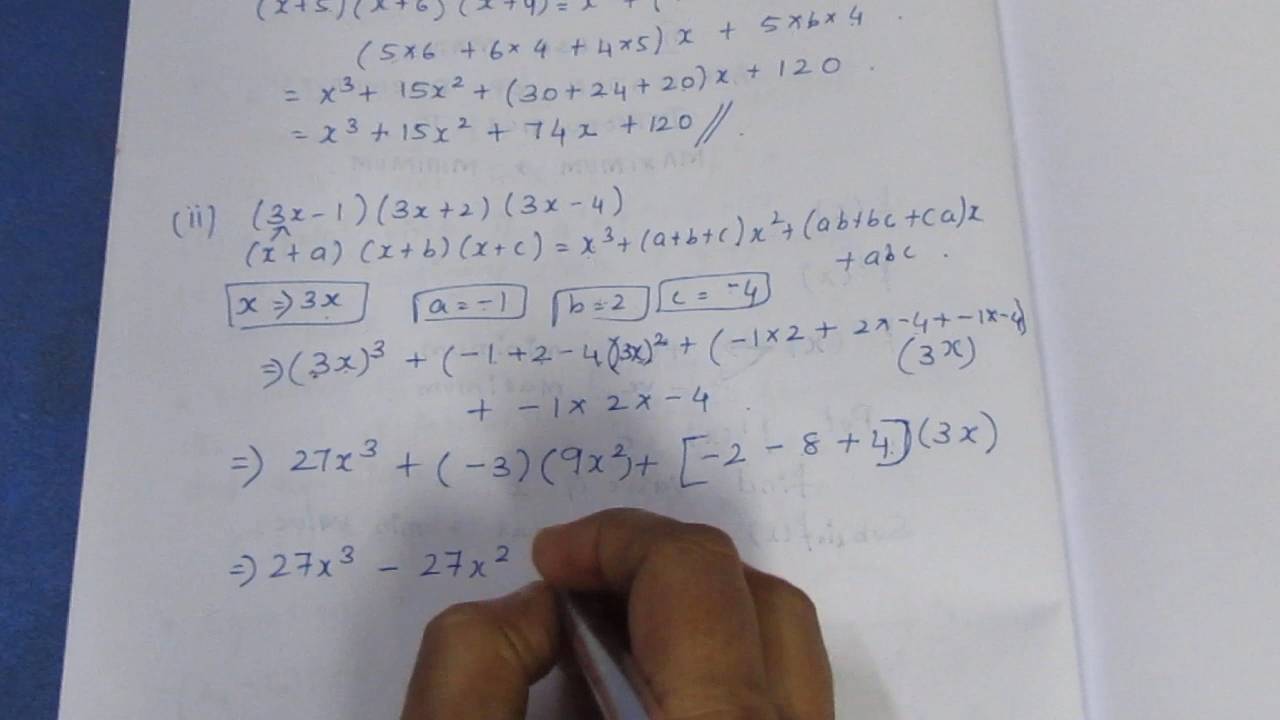 (x+5)(x+6)(x+4) = x
(5×6 + 6×4 + 4×5) x + 5×6×4
= x³ + 15x² + (30+24+20)x + 120
= x³ + 15x² + 74x + 120 //
(ii) (3x-1)(3x+2)(3x-4)
(x+a) (x+b)(x+c) = x³+(a+b+c)x²+(ab+bc+ca)x
+ abc .
x ⇒ 3x a = -1 b = 2 c = -4
⇒ (3x)³ + (-1+2-4)(3x)² + (-1×2 + 2×-4 + -1×-4)
(3x)
+ -1× 2× -4
⇒ 27x³ + (-3)(9x²) + [-2 - 8 + 4](3x)
⇒ 27x³ - 27x²